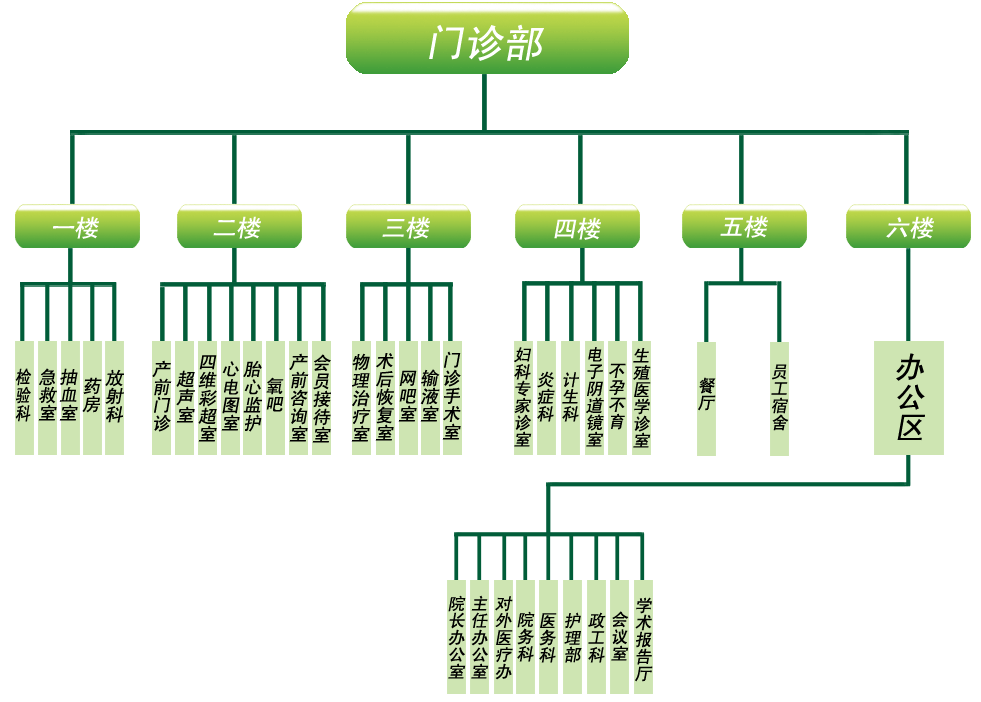 门诊部
一楼
二楼
三楼
四楼
五楼
六楼
检验科
急救室
抽血室
药房
放射科
产前门诊
超声室
四维彩超室
心电图室
胎心监护
氧吧
产前咨询室
会员接待室
物理治疗室
术后恢复室
网吧室
输液室
门诊手术室
妇科专家诊室
炎症科
计生科
电子阴道镜室
不孕不育
生殖医学诊室
餐厅
员工宿舍
办公区
院长办公室
主任办公室
对外医疗办
院务科
医务科
护理部
政工科
会议室
学术报告厅